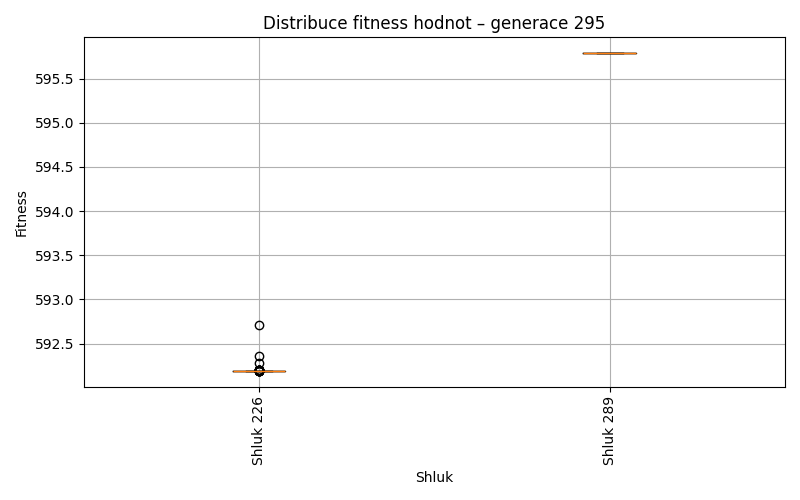 Distribuce fitness hodnot – generace 295
Fitness
595.5
595.0
594.5
594.0
593.5
593.0
592.5
Shluk 226
Shluk 289
Shluk